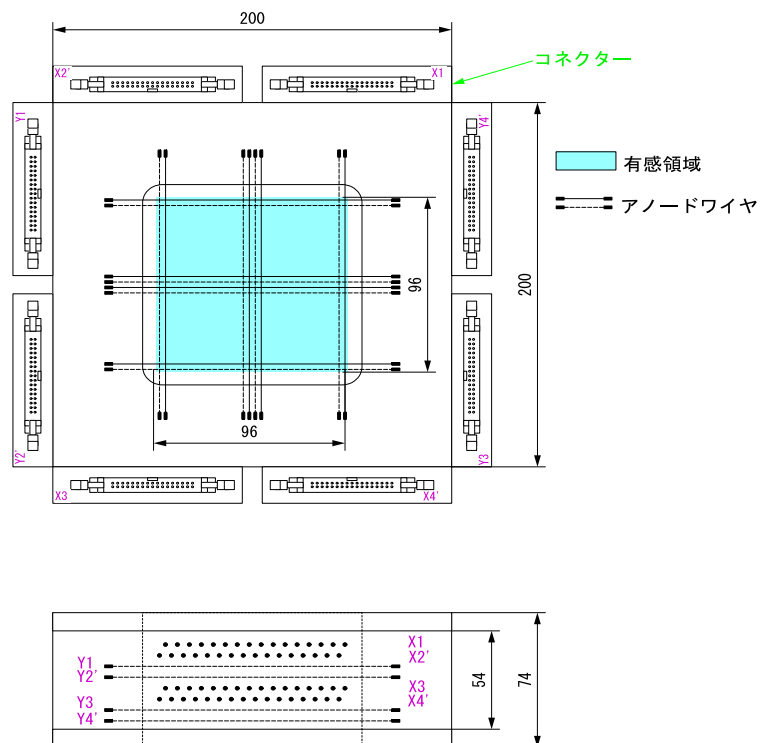 200
コネクター
X2'
X1
Y1
Y4'
有感領域
アノードワイヤ
96
200
96
Y2'
Y3
X3
X4'
X1
X2'
Y1
Y2'
X3
X4'
Y3
Y4'
54
74